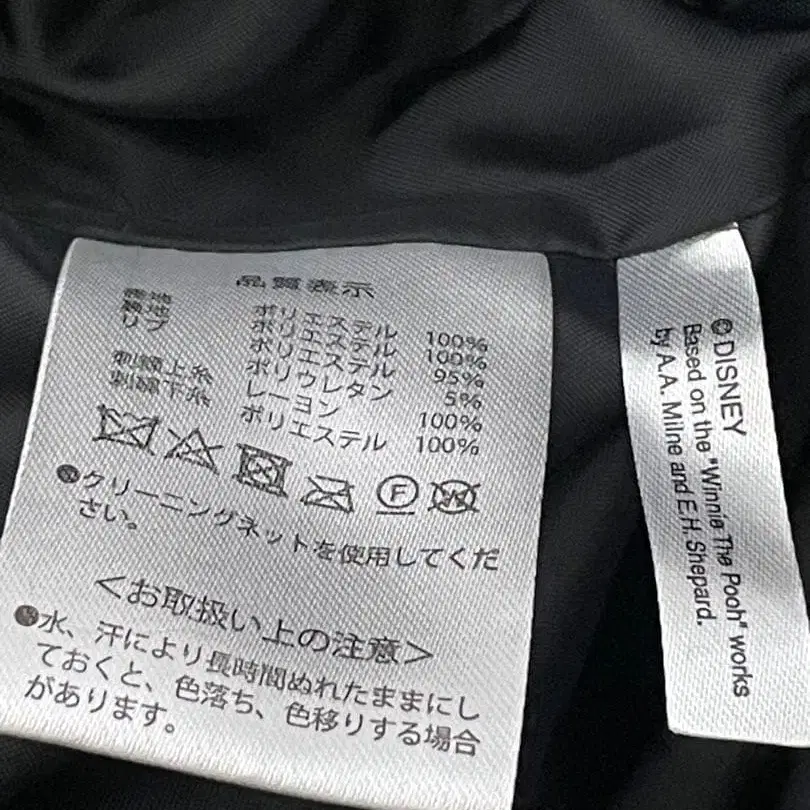 品質表示
表地 ポリエステル 100%
裏地 ポリエステル 100%
リブ ポリエステル 95%
ポリウレタン 5%
刺繍上糸 レーヨン 100%
刺繍下糸 ポリエステル 100%
F W
●クリーニングネットを使用してくだ
さい。
＜お取扱い上の注意＞
●水、汗により長時間ぬれたままにし
ておくと、色落ち、色移りする場合
があります。
©DISNEY
Based on the "Winnie The Pooh" works
by A.A. Milne and E.H. Shepard.